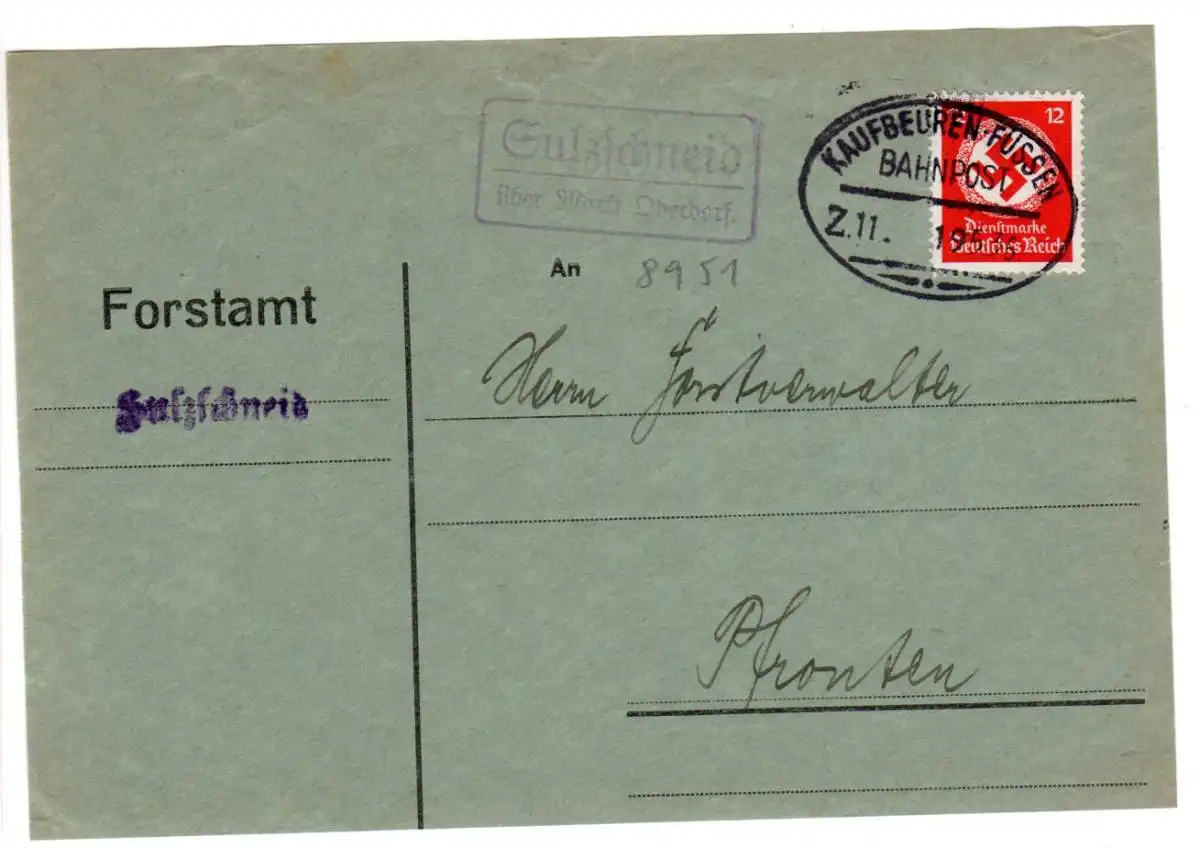 Sulzschneid
über Markt Oberdorf.
KAUFBEUREN-FÜSSEN
BAHNPOST
Z.11.
12
Dienstmarke
Deutsches Reich
An
8951
Forstamt
Sulzschneid
Herrn Forstverwalter
Pfronten